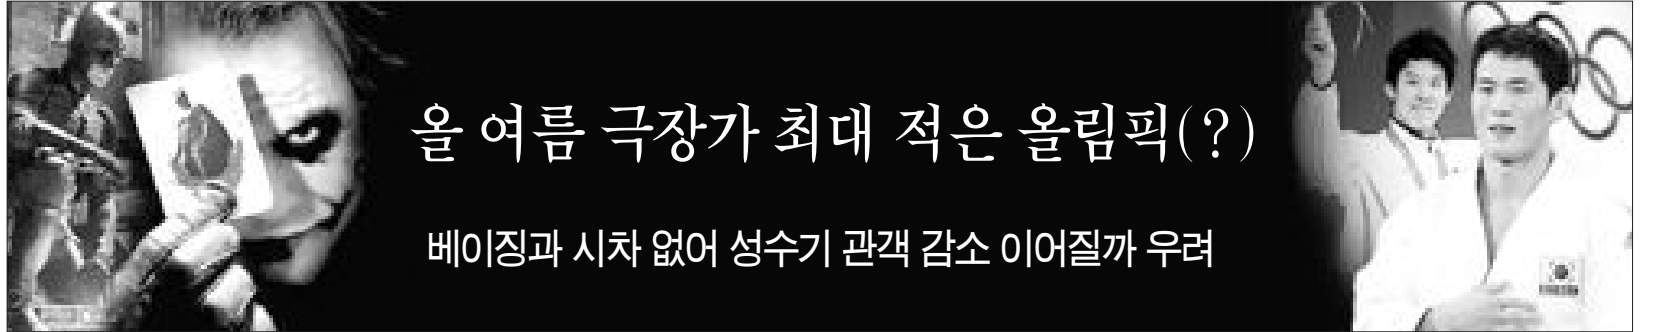 올 여름 극장가 최대 적은 올림픽(?)
베이징과 시차 없어 성수기 관객 감소 이어질까 우려